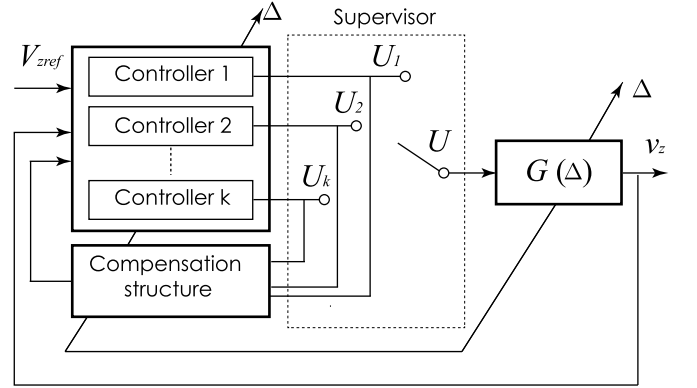 Supervisor
Δ
V_zref
Controller 1
U_1
Controller 2
U_2
Controller k
U_k
U
G (Δ)
Δ
v_z
Compensation
structure